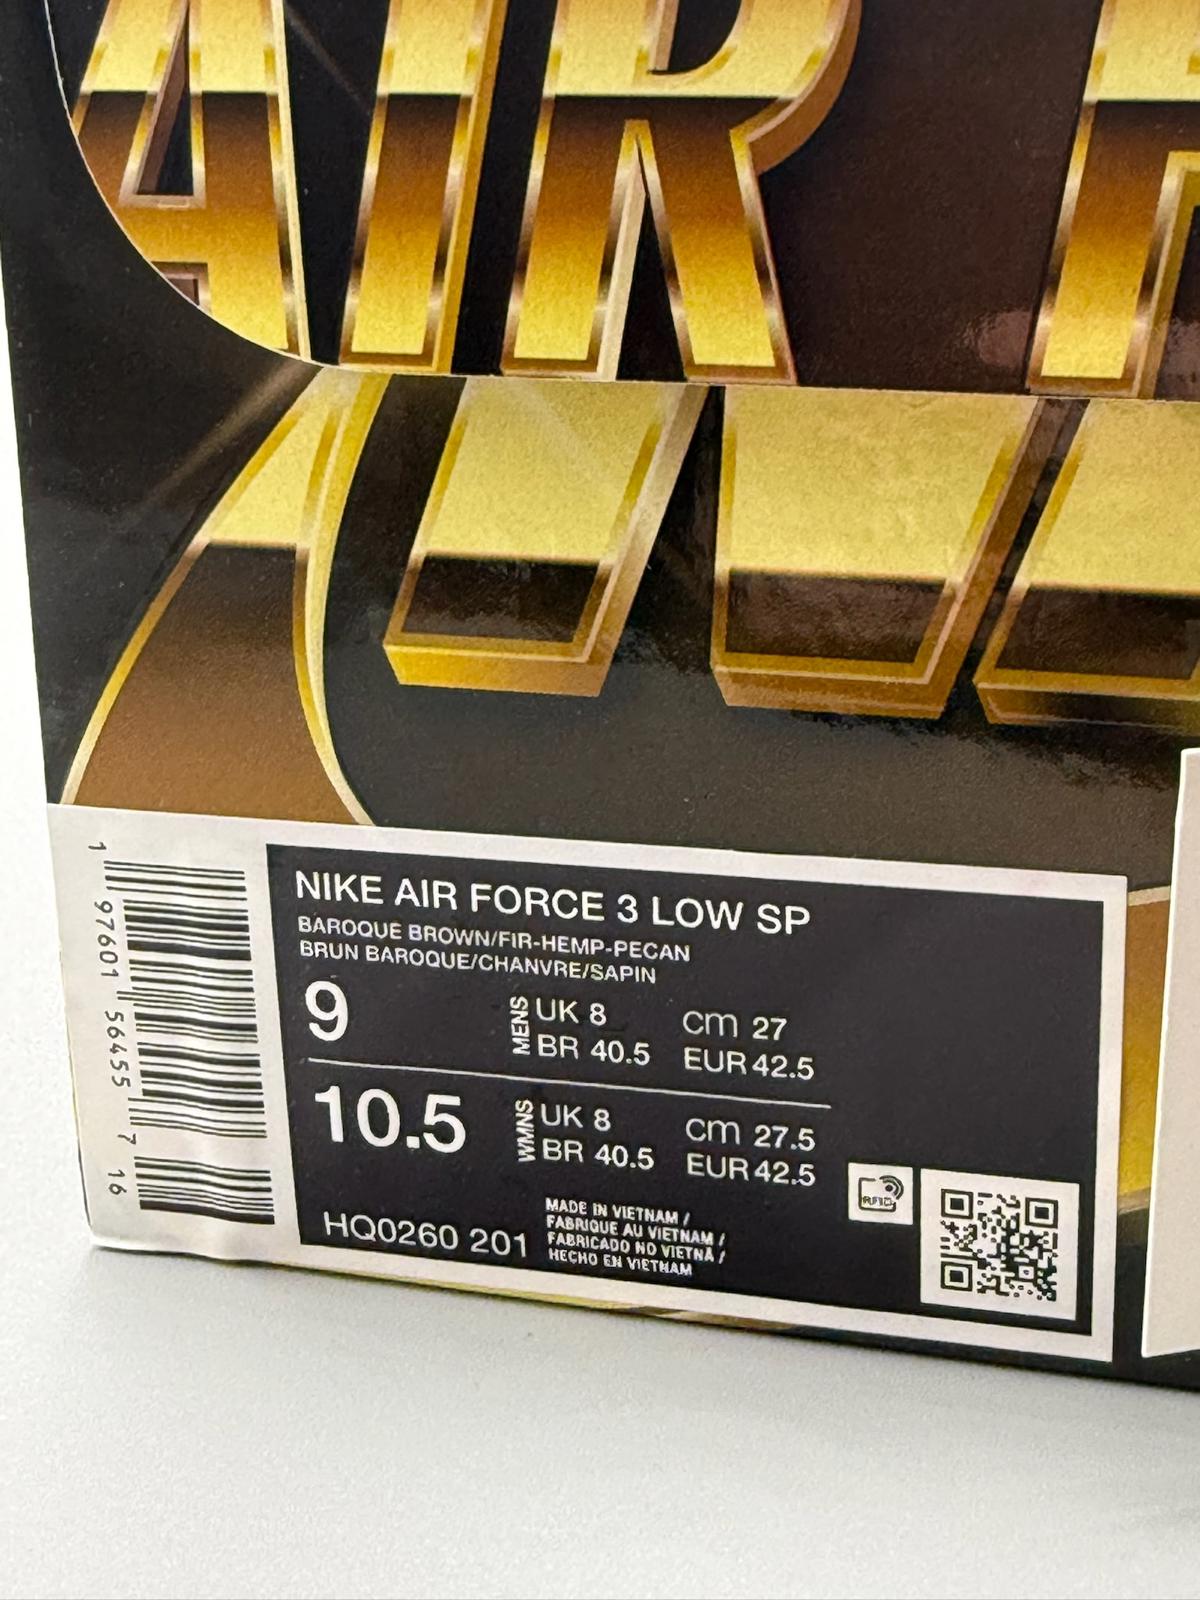 AIR
1 97601 56455 7 16
NIKE AIR FORCE 3 LOW SP
BAROQUE BROWN/FIR-HEMP-PECAN
BRUN BAROQUE/CHANVRE/SAPIN
9
MENS
UK 8
cm 27
BR 40.5
EUR 42.5
10.5
WMNS
UK 8
cm 27.5
BR 40.5
EUR 42.5
HQ0260 201
MADE IN VIETNAM /
FABRIQUE AU VIETNAM /
FABRICADO NO VIETNÃ /
HECHO EN VIETNAM
RFID